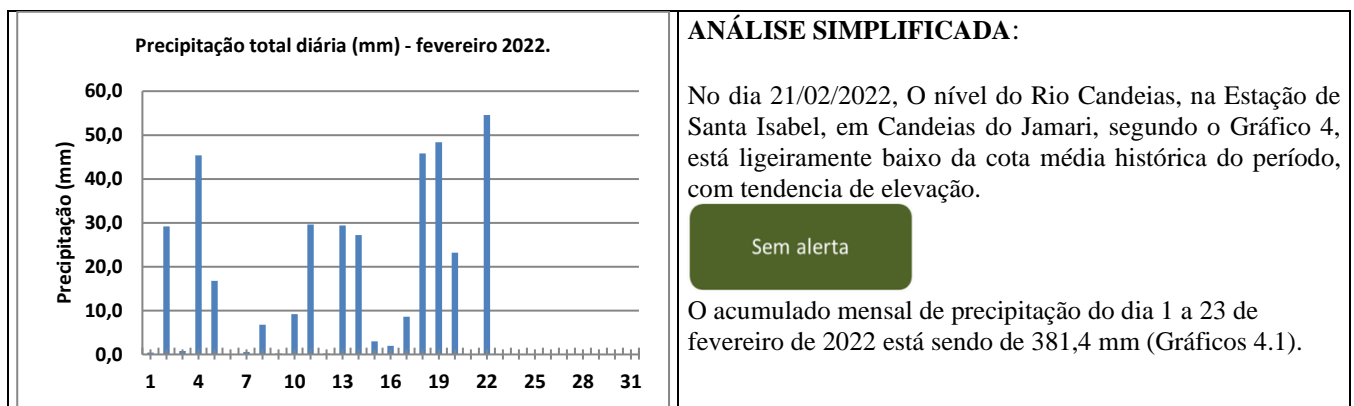 Precipitação total diária (mm) - fevereiro 2022.
60,0
50,0
40,0
30,0
20,0
10,0
0,0
Precipitação (mm)
1 4 7 10 13 16 19 22 25 28 31
ANÁLISE SIMPLIFICADA:
No dia 21/02/2022, O nível do Rio Candeias, na Estação de
Santa Isabel, em Candeias do Jamari, segundo o Gráfico 4,
está ligeiramente baixo da cota média histórica do período,
com tendencia de elevação.
Sem alerta
O acumulado mensal de precipitação do dia 1 a 23 de
fevereiro de 2022 está sendo de 381,4 mm (Gráficos 4.1).